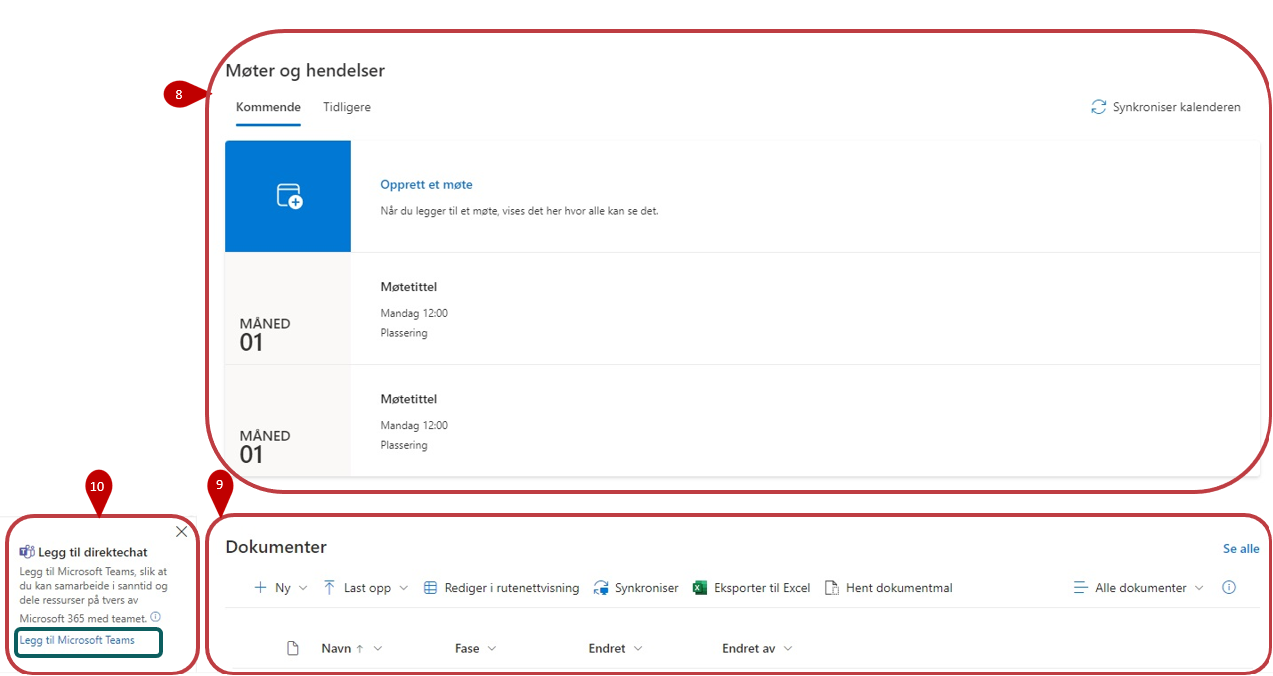 8
Møter og hendelser
Kommende Tidligere
Synkroniser kalenderen
Opprett et møte
Når du legger til et møte, vises det her hvor alle kan se det.
MÅNED
01
Møtetittel
Mandag 12:00
Plassering
MÅNED
01
Møtetittel
Mandag 12:00
Plassering
10
Legg til direktechat
Legg til Microsoft Teams, slik at
du kan samarbeide i sanntid og
dele ressurser på tvers av
Microsoft 365 med teamet.
Legg til Microsoft Teams
9
Dokumenter
Se alle
Ny Last opp Rediger i rutenettvisning Synkroniser Eksporter til Excel Hent dokumentmal Alle dokumenter
Navn Fase Endret Endret av